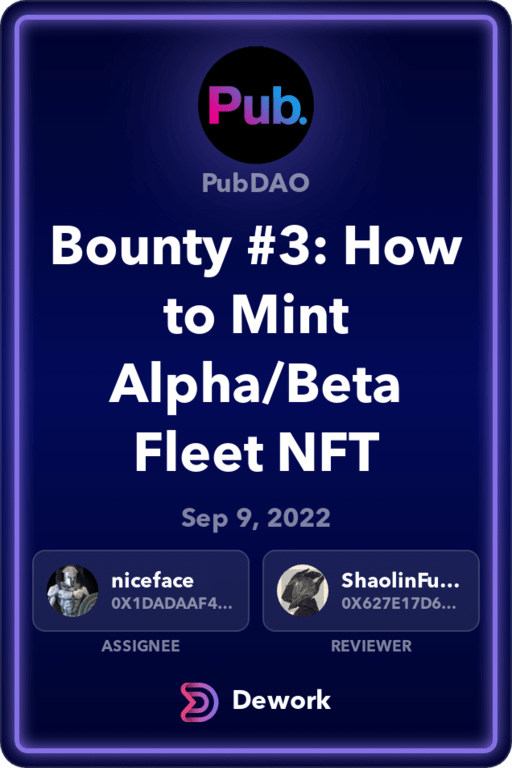 Pub.
PubDAO
Bounty #3: How
to Mint
Alpha/Beta
Fleet NFT
Sep 9, 2022
niceface
0X1DADAAF4...
ShaolinFu...
0X627E17D6...
ASSIGNEE
REVIEWER
Dework